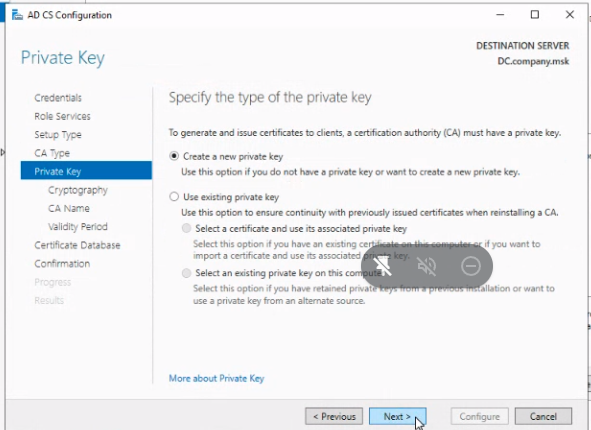 AD CS Configuration
Private Key
DESTINATION SERVER
DC.company.msk
Credentials
Role Services
Setup Type
CA Type
Private Key
Cryptography
CA Name
Validity Period
Certificate Database
Confirmation
Progress
Results
Specify the type of the private key
To generate and issue certificates to clients, a certification authority (CA) must have a private key.
Create a new private key
Use this option if you do not have a private key or want to create a new private key.
Use existing private key
Use this option to ensure continuity with previously issued certificates when reinstalling a CA.
Select a certificate and use its associated private key
Select this option if you have an existing certificate on this computer or if you want to
import a certificate and use its associated private key.
Select an existing private key on this computer
Select this option if you have retained private keys from a previous installation or want to
use a private key from an alternate source.
More about Private Key
< Previous
Next >
Configure
Cancel